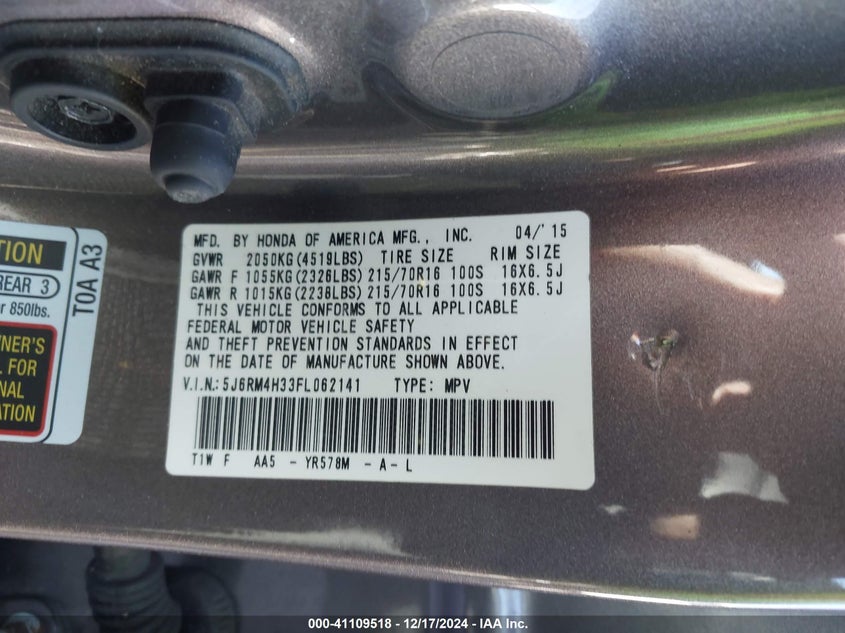 TION
REAR 3
r 850lbs.
NER'S
L FOR
ONAL
ATION
T0A A3
MFD. BY HONDA OF AMERICA MFG., INC. 04/'15
GVWR 2050KG(4519LBS) TIRE SIZE RIM SIZE
GAWR F 1055KG(2326LBS) 215/70R16 100S 16X6.5J
GAWR R 1015KG(2238LBS) 215/70R16 100S 16X6.5J
THIS VEHICLE CONFORMS TO ALL APPLICABLE
FEDERAL MOTOR VEHICLE SAFETY
AND THEFT PREVENTION STANDARDS IN EFFECT
ON THE DATE OF MANUFACTURE SHOWN ABOVE.
V.I.N.:5J6RM4H33FL062141 TYPE: MPV
T1W F AA5 - YR578M - A - L
000-41109518 - 12/17/2024 - IAA Inc.